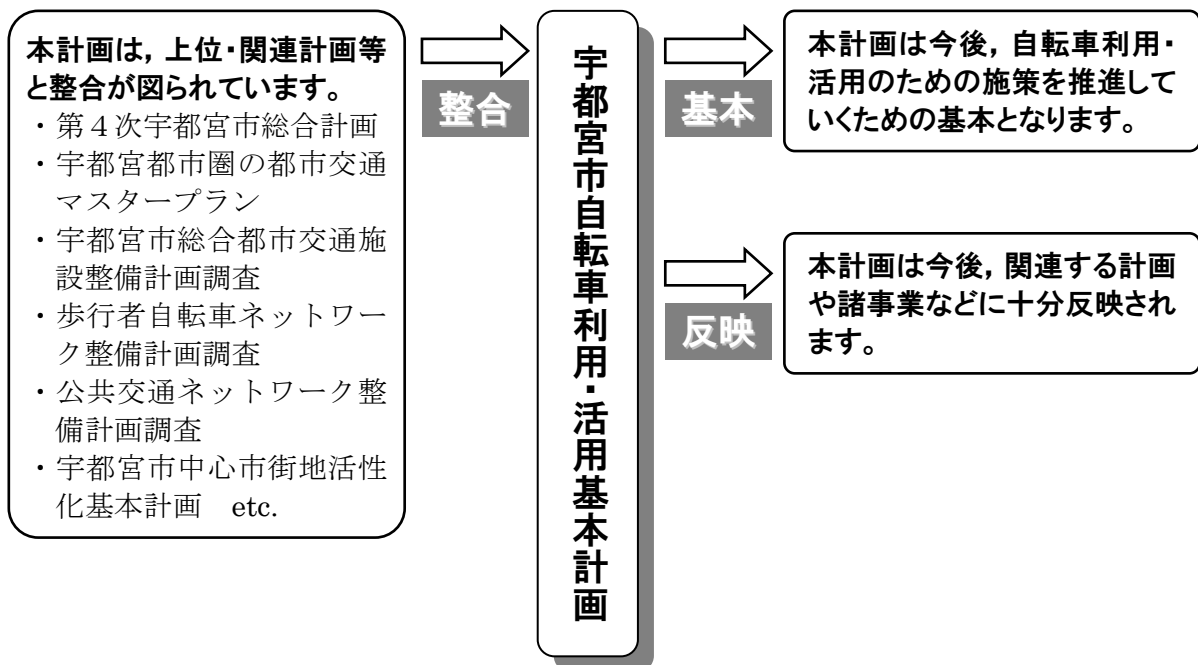 本計画は，上位・関連計画等
と整合が図られています。
・第４次宇都宮市総合計画
・宇都宮都市圏の都市交通
マスタープラン
・宇都宮市総合都市交通施
設整備計画調査
・歩行者自転車ネットワー
ク整備計画調査
・公共交通ネットワーク整
備計画調査
・宇都宮市中心市街地活性
化基本計画　etc.
整合
宇都宮市自転車利用・活用基本計画
基本
本計画は今後，自転車利用・
活用のための施策を推進して
いくための基本となります。
反映
本計画は今後，関連する計画
や諸事業などに十分反映され
ます。